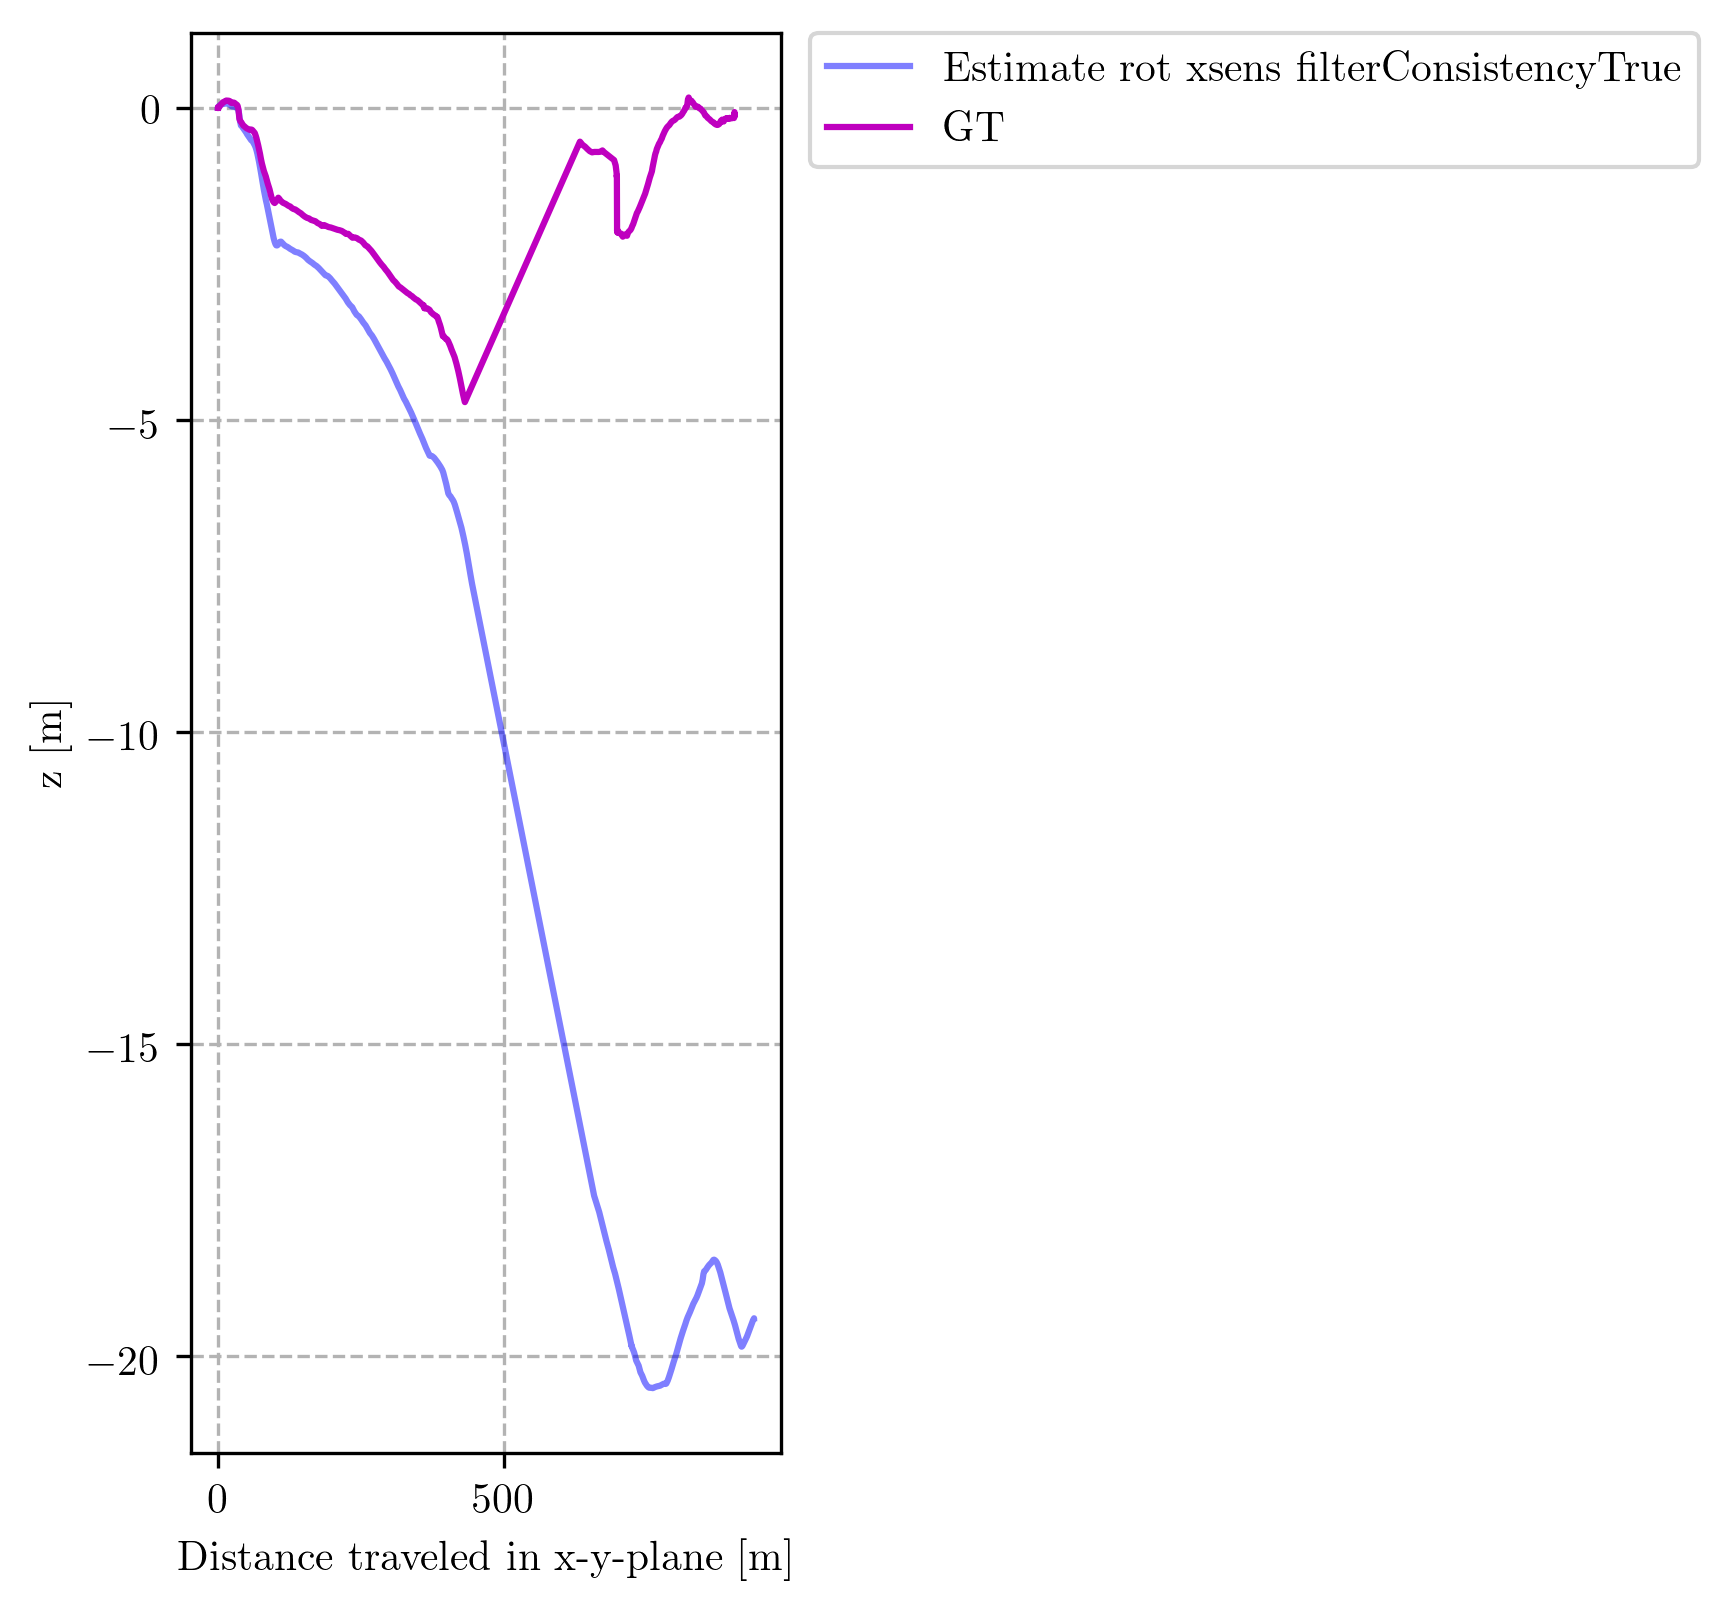 Estimate rot xsens filterConsistencyTrue
GT
0
−5
−10
−15
−20
z [m]
0 500
Distance traveled in x-y-plane [m]